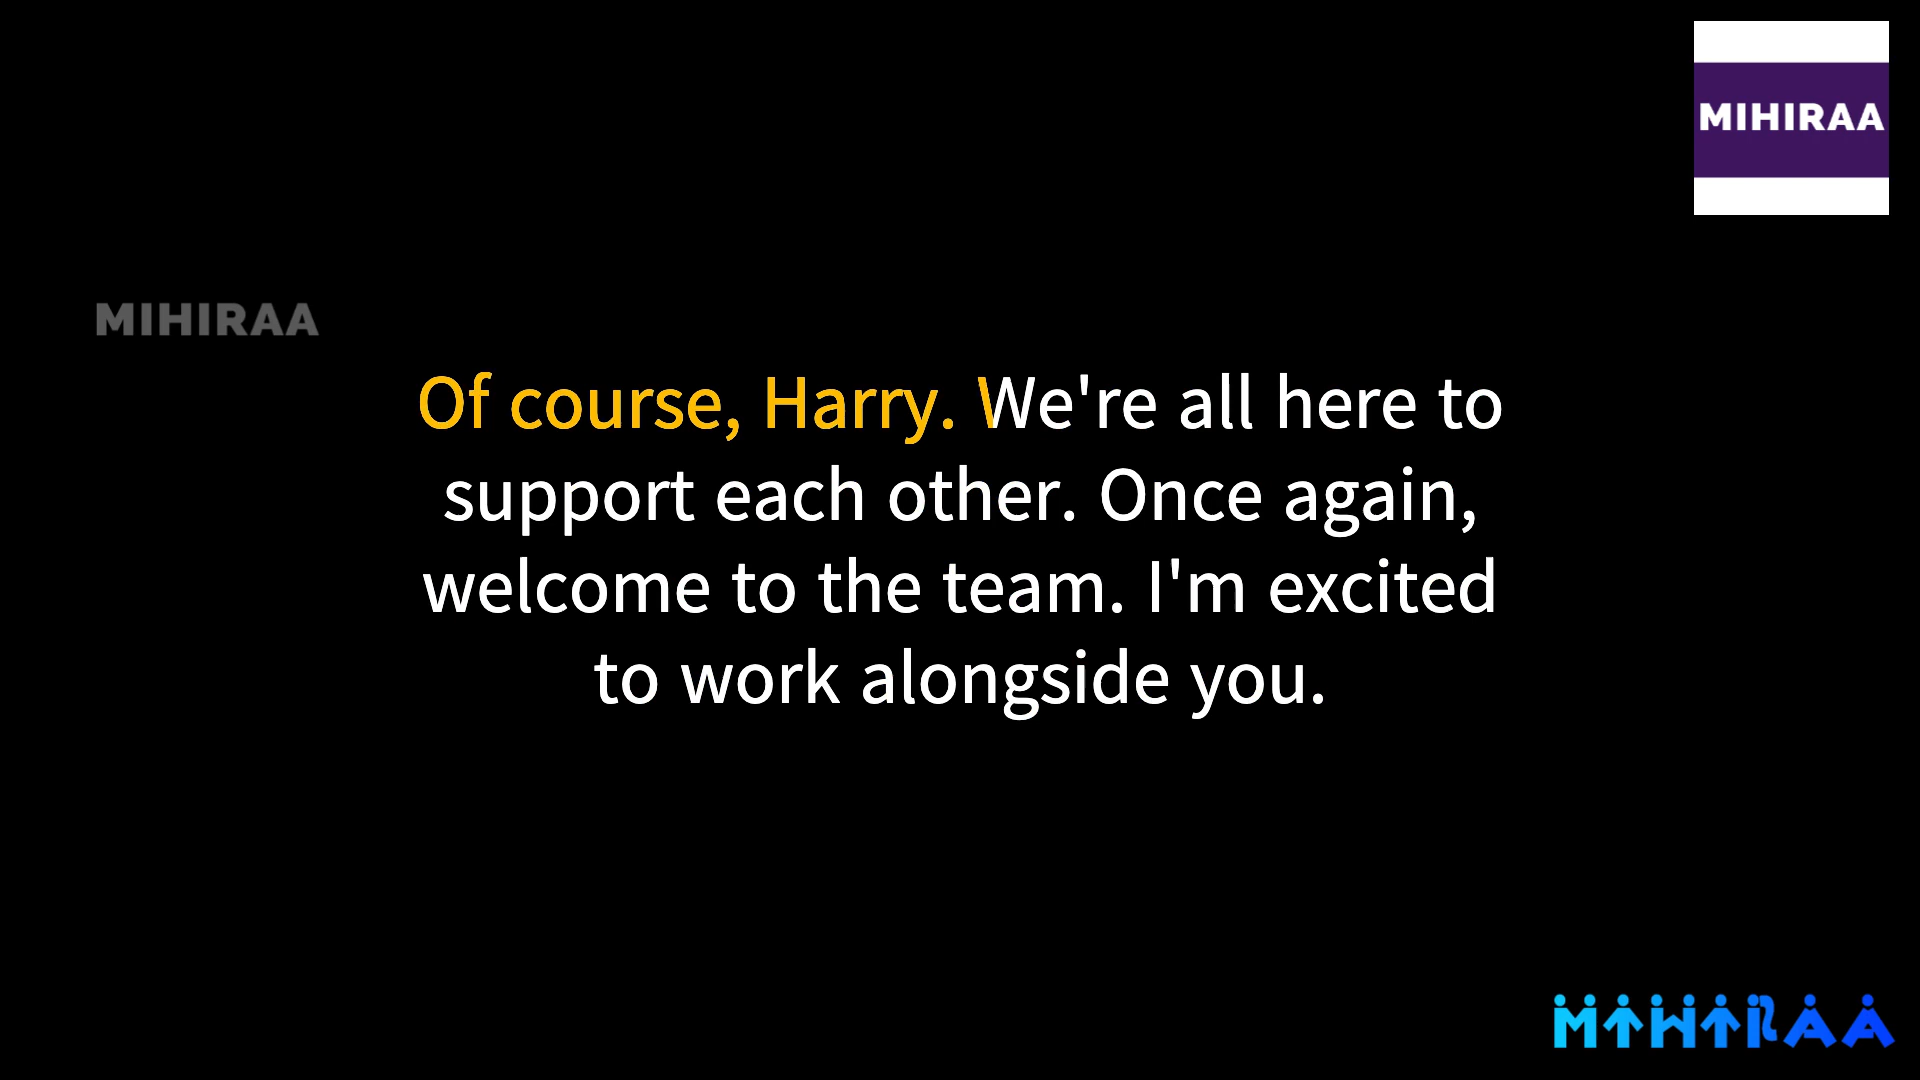 MIHIRAA
MIHIRAA
Of course, Harry. We're all here to
support each other. Once again,
welcome to the team. I'm excited
to work alongside you.
MIHIRAA